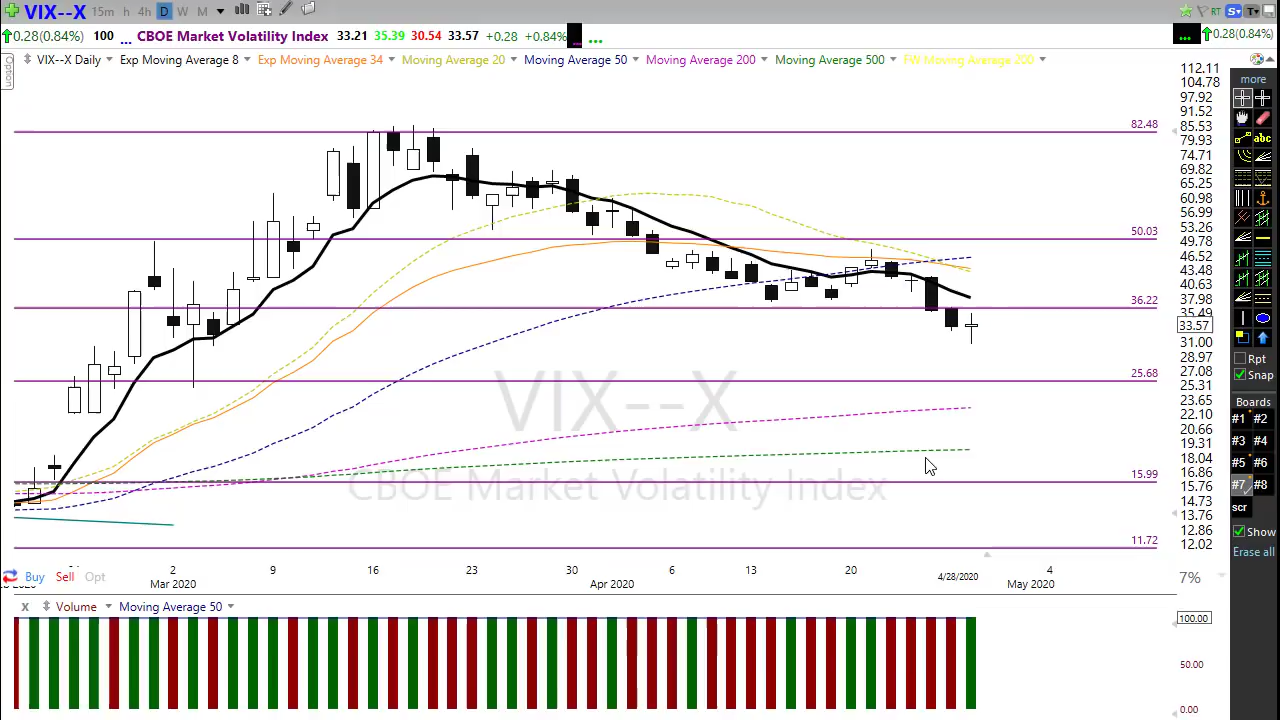 VIX--X 15m h 4h D W M RT S T
0.28(0.84%) 100 ... CBOE Market Volatility Index 33.21 35.39 30.54 33.57 +0.28 +0.84% ... ... 0.28(0.84%)
VIX--X Daily Exp Moving Average 8 Exp Moving Average 34 Moving Average 20 Moving Average 50 Moving Average 200 Moving Average 500 FW Moving Average 200
Option
112.11
104.78
97.92
91.52
85.53
79.93
74.71
69.82
65.25
60.98
56.99
53.26
49.78
46.52
43.48
40.63
37.98
35.49
33.57
31.00
28.97
27.08
25.31
23.65
22.10
20.66
19.31
18.04
16.86
15.76
14.73
13.76
12.86
12.02
82.48
50.03
36.22
25.68
15.99
11.72
VIX--X
CBOE Market Volatility Index
2 9 16 23 30 6 13 20 4/28/2020 4
Mar 2020 Apr 2020 May 2020
Buy Sell Opt
7%
x Volume Moving Average 50
100.00
50.00
0.00
more
abc
Rpt
Snap
Boards
#1 #2
#3 #4
#5 #6
#7 #8
scr
Show
Erase all